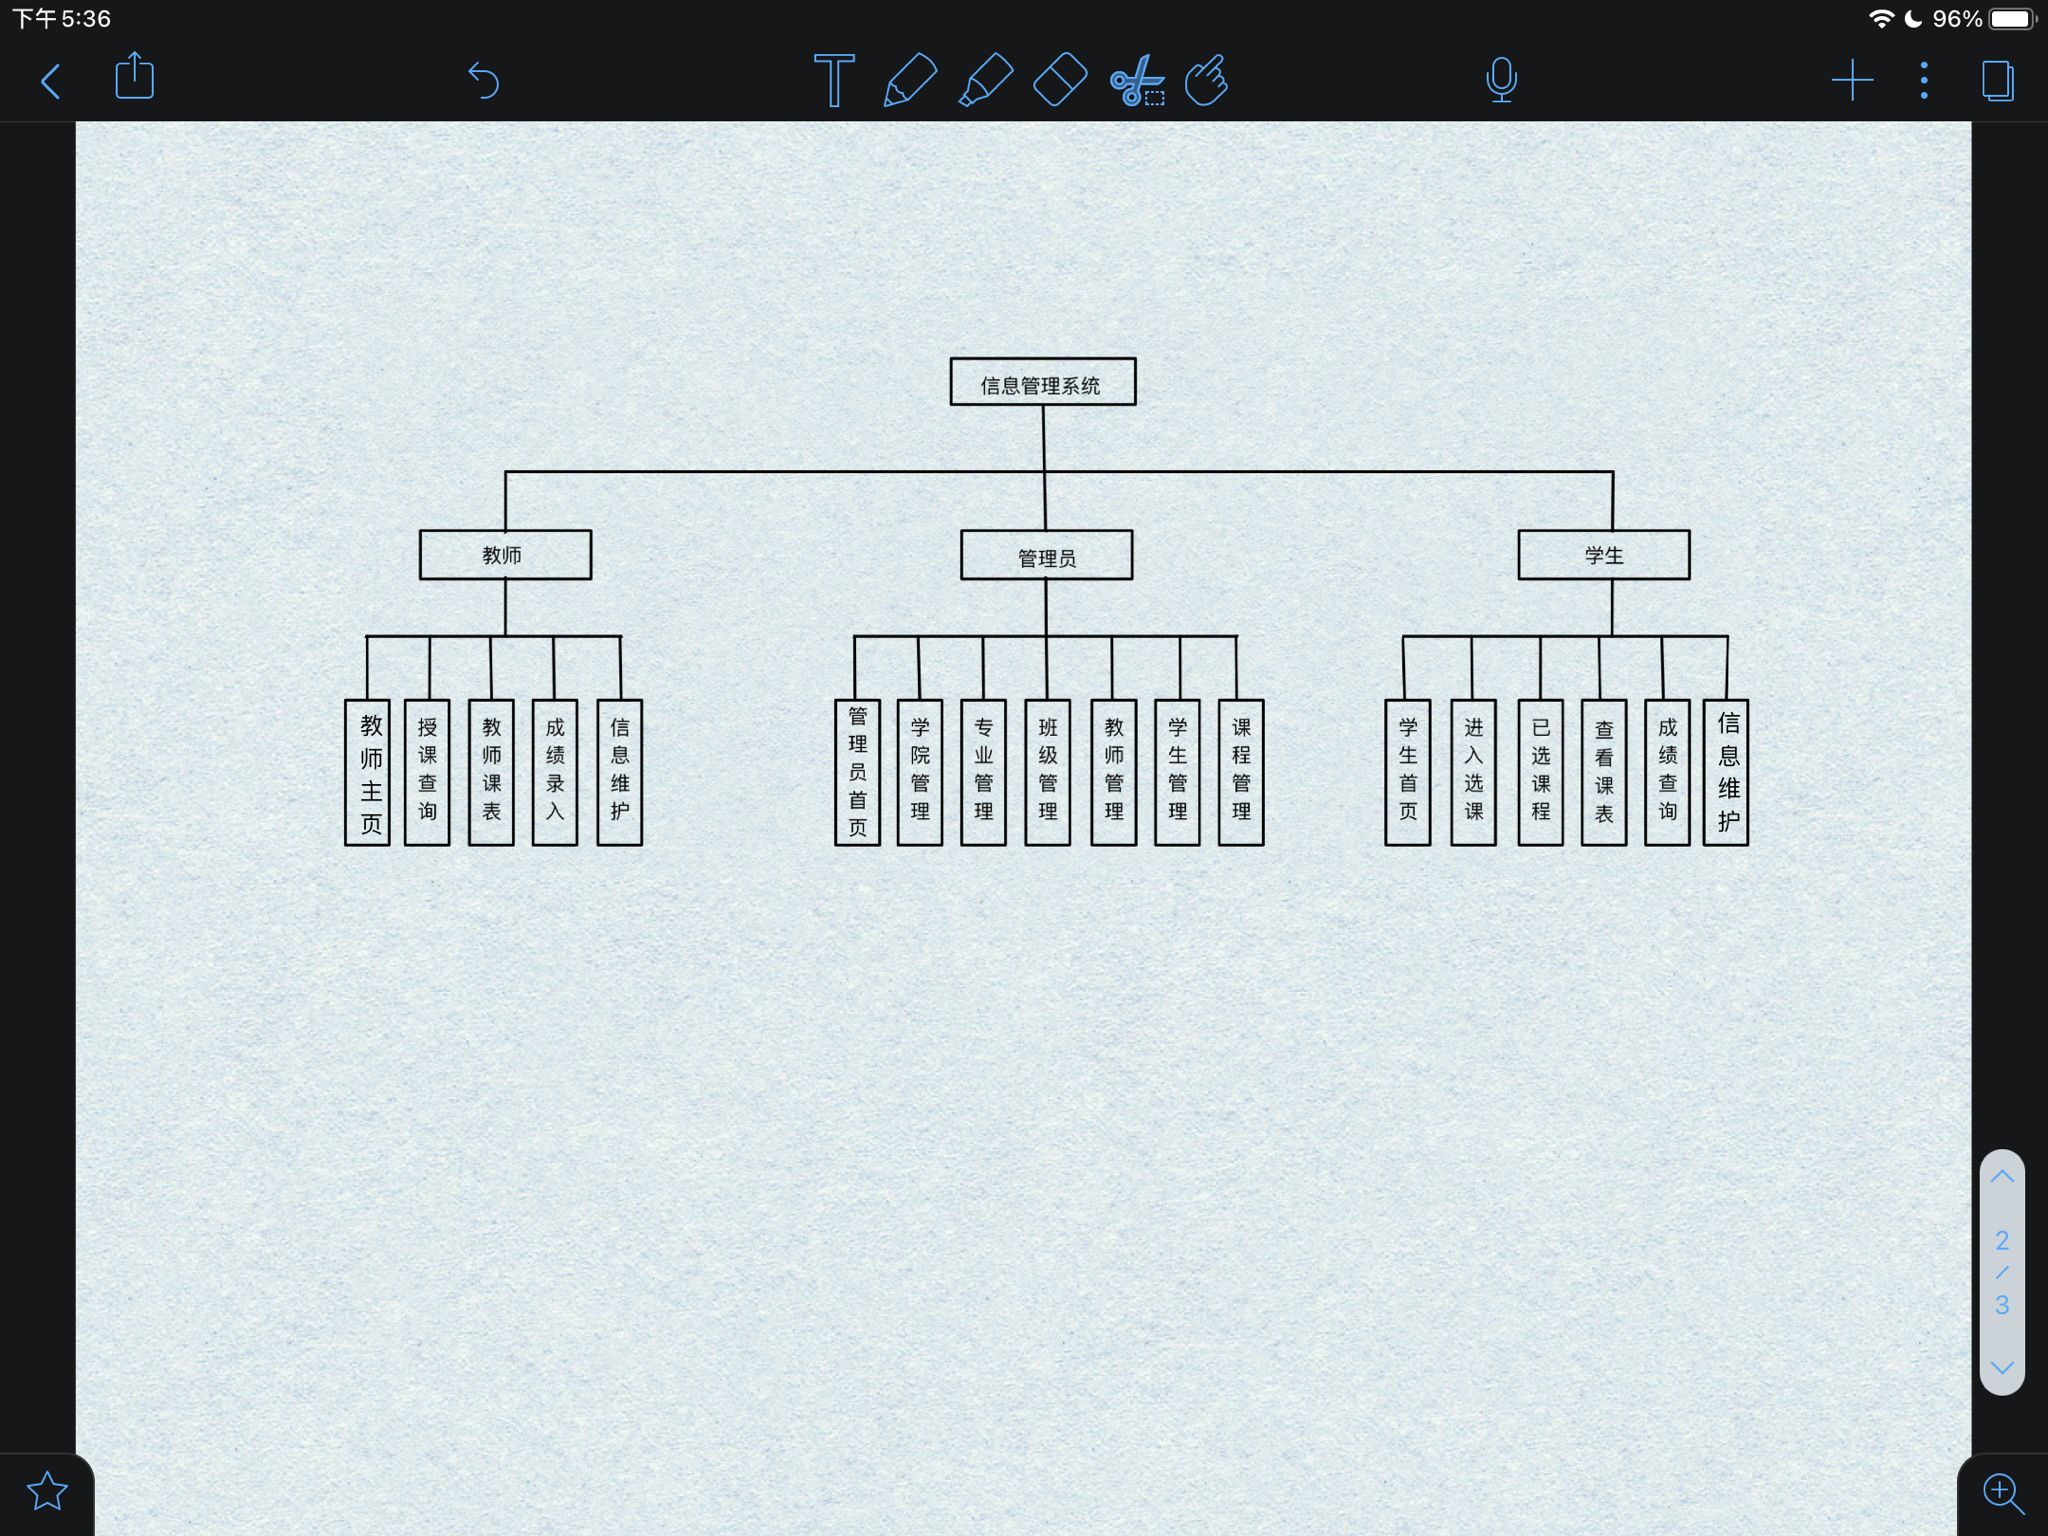 下午5:36
96%
信息管理系统
教师
管理员
学生
教师主页
授课查询
教师课表
成绩录入
信息维护
管理员首页
学院管理
专业管理
班级管理
教师管理
学生管理
课程管理
学生首页
进入选课
已选课程
查看课表
成绩查询
信息维护
2
/
3